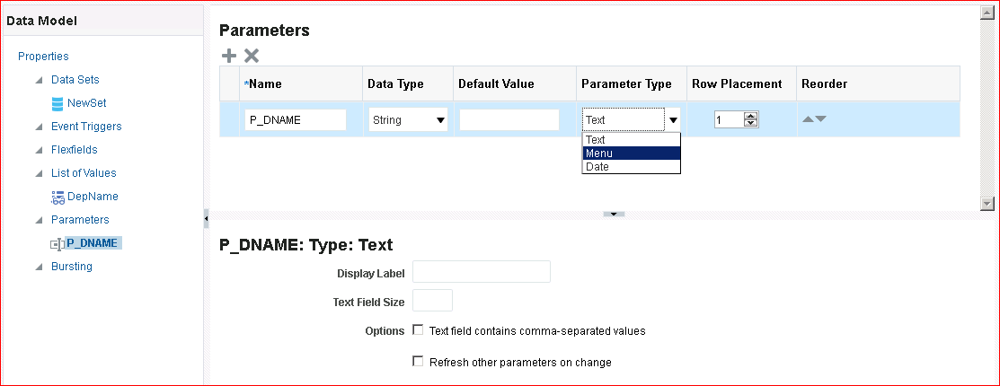 Data Model
Properties
Data Sets
NewSet
Event Triggers
Flexfields
List of Values
DepName
Parameters
P_DNAME
Bursting
Parameters
*Name Data Type Default Value Parameter Type Row Placement Reorder
P_DNAME String Text 1
Text
Menu
Date
P_DNAME: Type: Text
Display Label
Text Field Size
Options Text field contains comma-separated values
Refresh other parameters on change